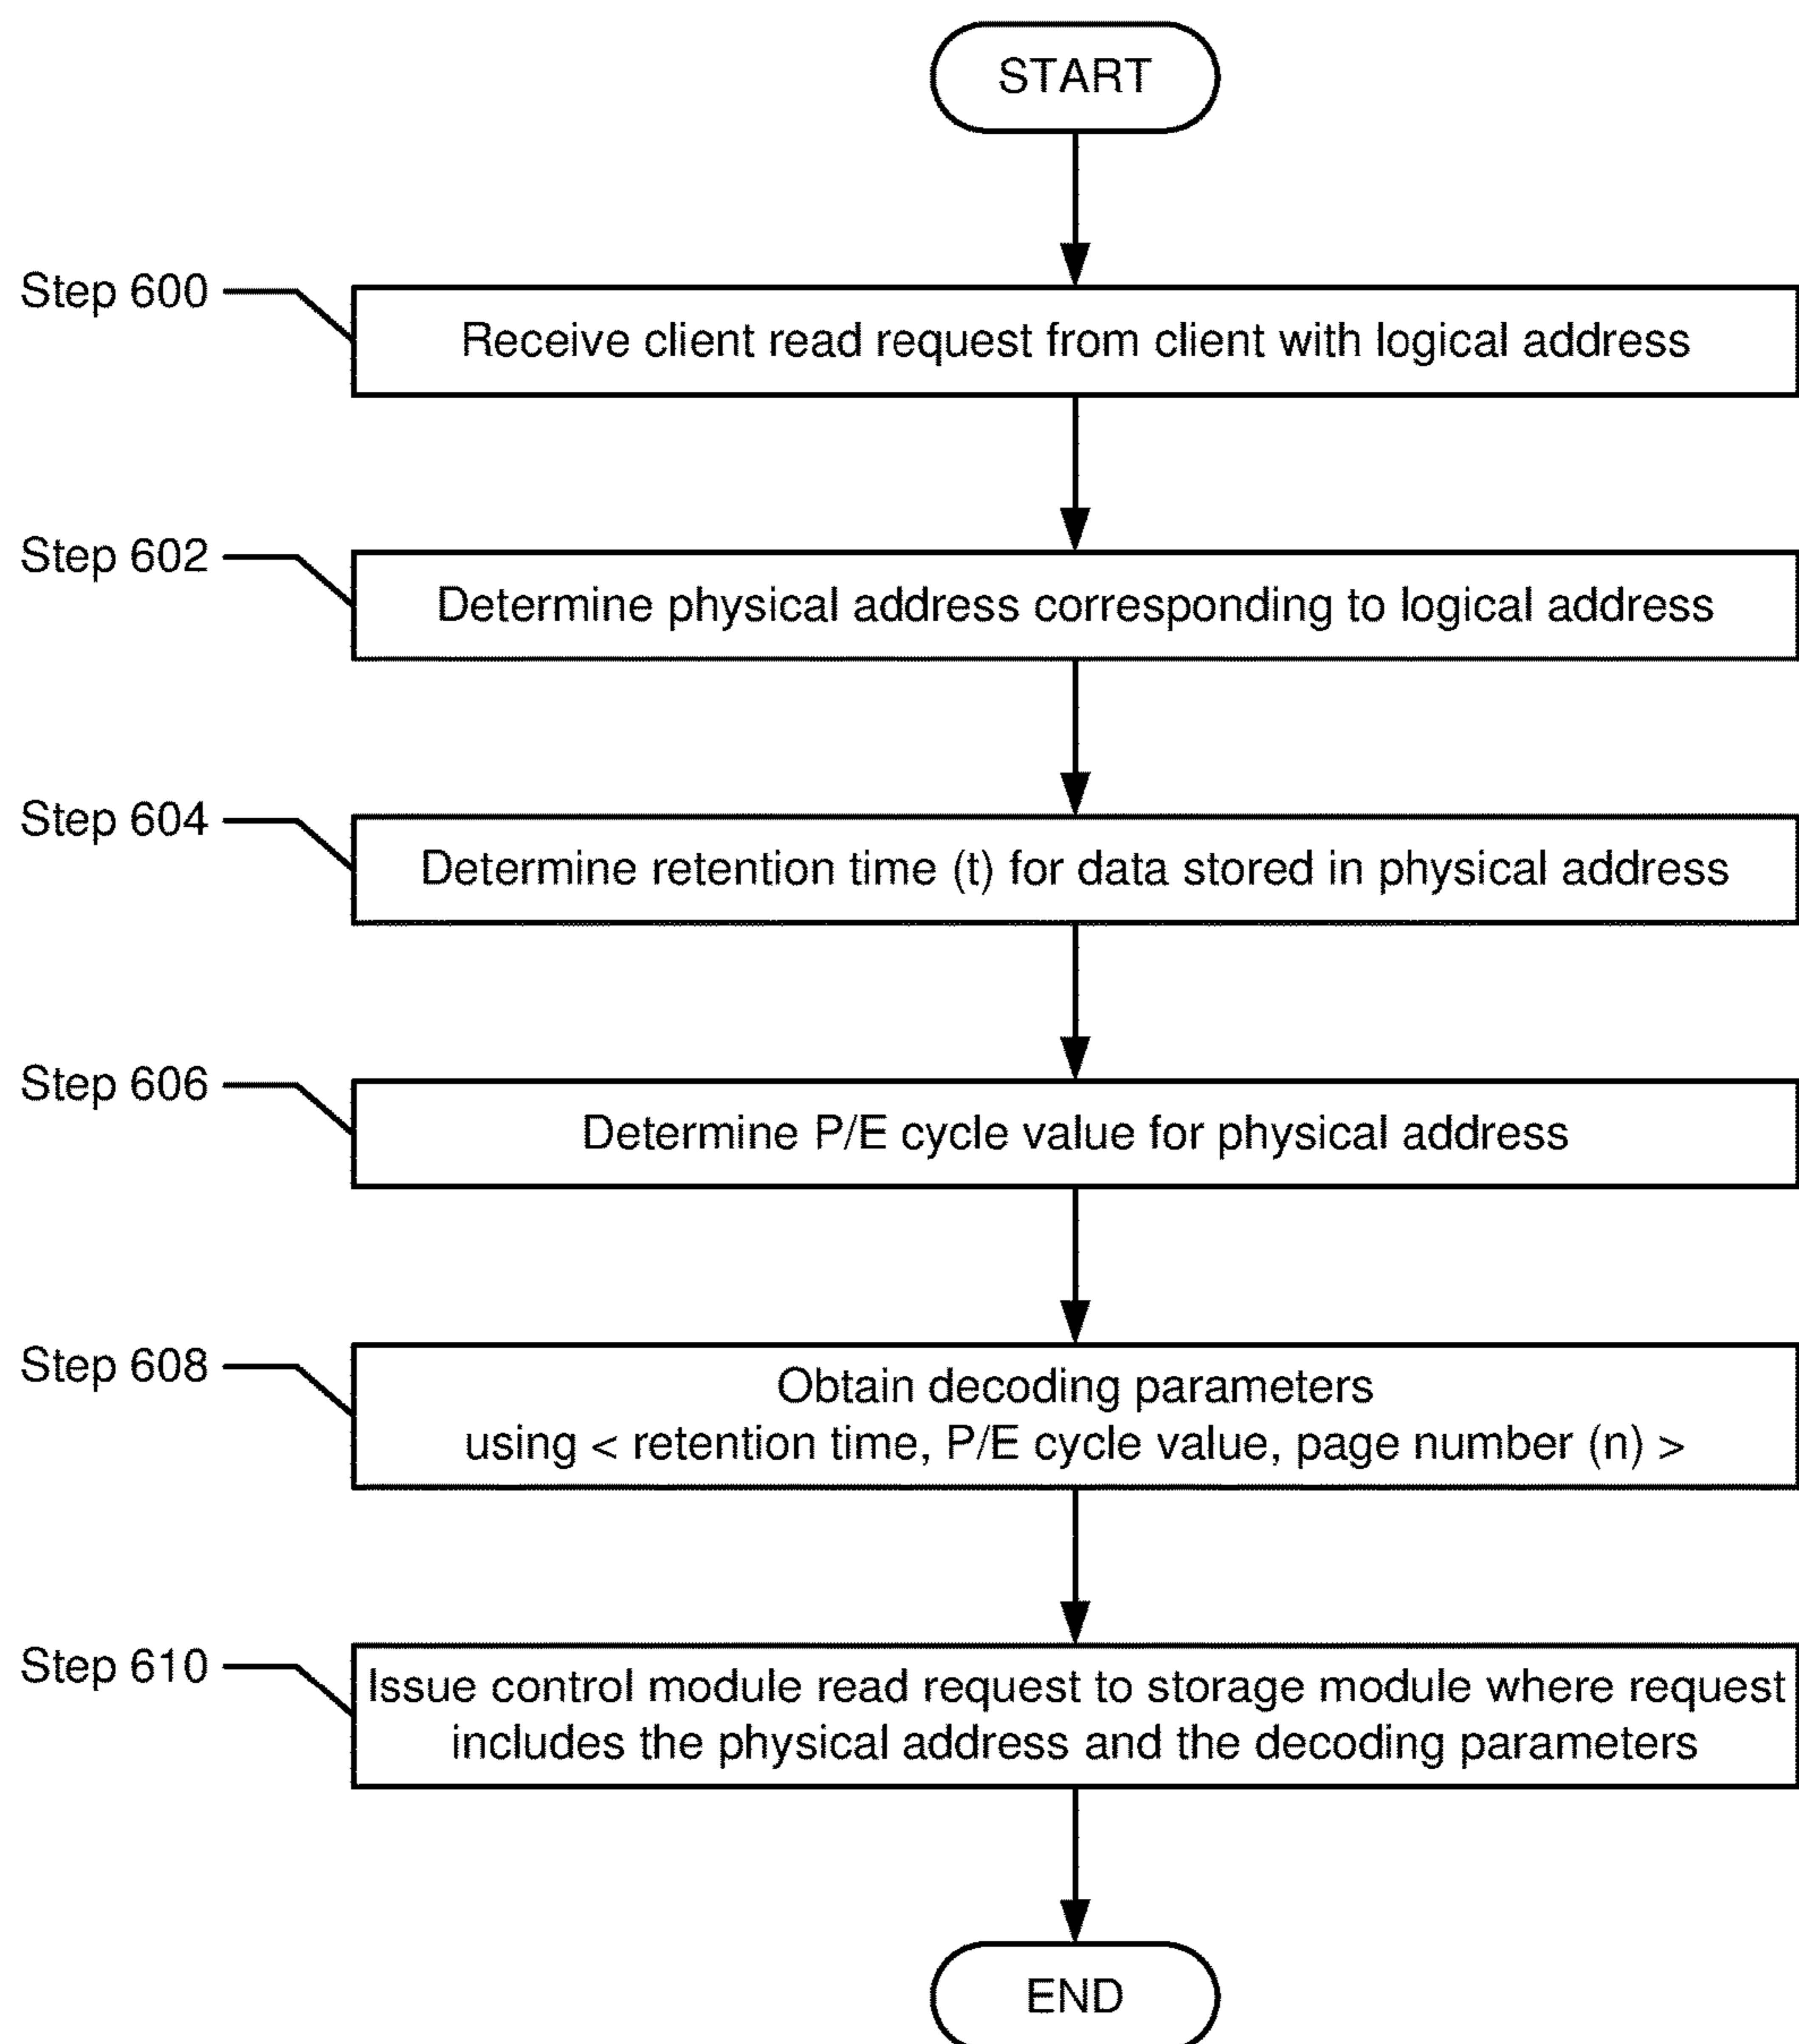 START
Step 600
Receive client read request from client with logical address
Step 602
Determine physical address corresponding to logical address
Step 604
Determine retention time (t) for data stored in physical address
Step 606
Determine P/E cycle value for physical address
Step 608
Obtain decoding parameters
using < retention time, P/E cycle value, page number (n) >
Step 610
Issue control module read request to storage module where request
includes the physical address and the decoding parameters
END